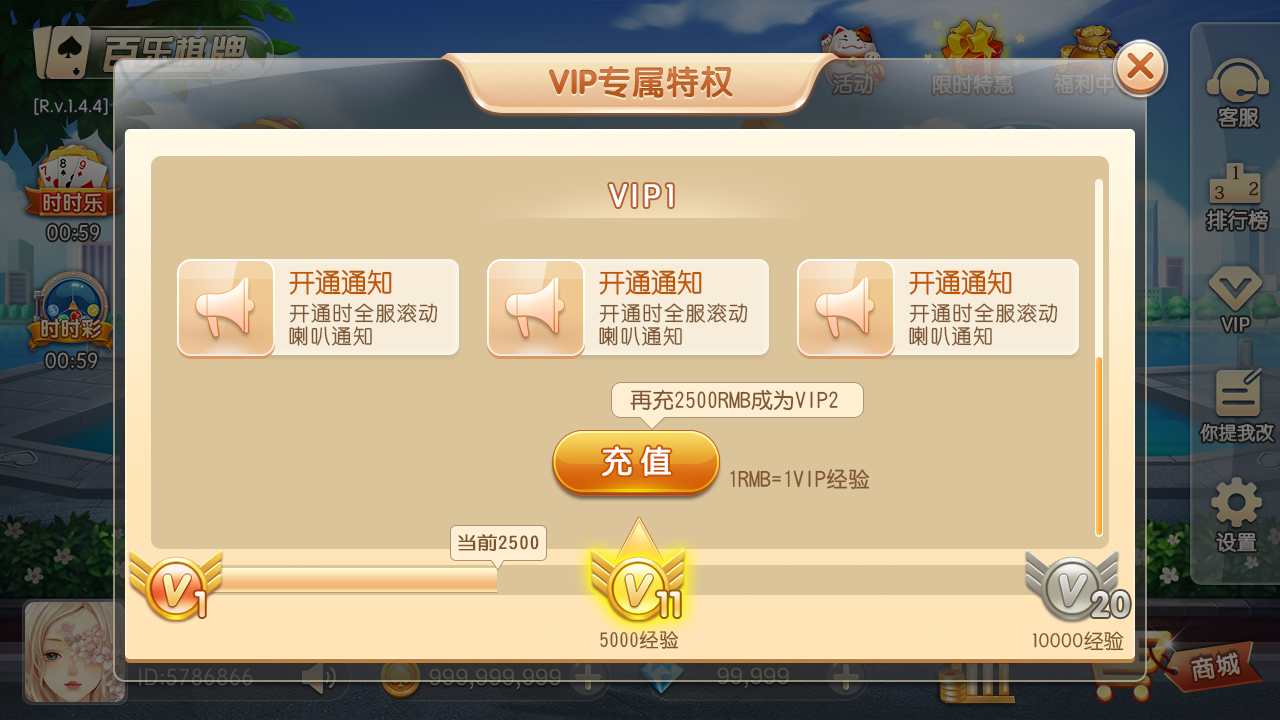 百乐棋牌
VIP专属特权
活动
限时特惠
福利中
[R.v.1.4.4]
客服
7 8 9
时时乐
00:59
VIP1
1
3 2
排行榜
开通通知
开通时全服滚动
喇叭通知
开通通知
开通时全服滚动
喇叭通知
开通通知
开通时全服滚动
喇叭通知
时时彩
00:59
VIP
再充2500RMB成为VIP2
充值
1RMB=1VIP经验
你提我改
当前2500
设置
V1
V11
V20
5000经验
10000经验
ID:5786866
999,999,999
99,999
商城